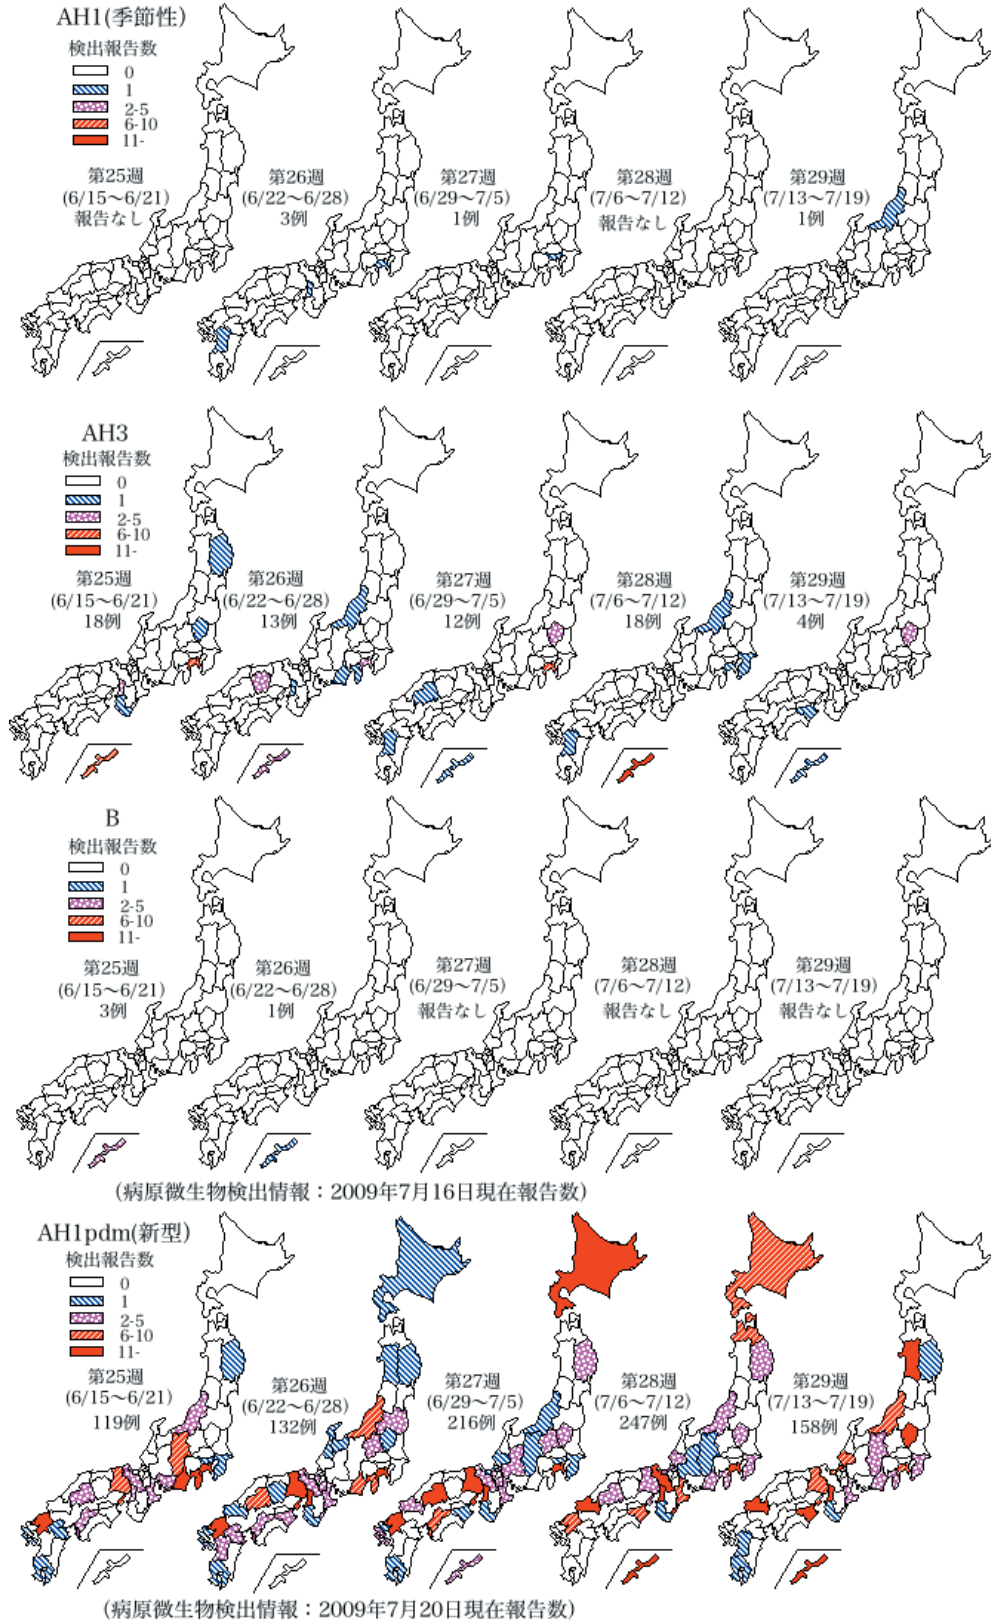 AH1(季節性)
検出報告数
0
1
2-5
6-10
11-
第25週
(6/15～6/21)
報告なし
第26週
(6/22～6/28)
3例
第27週
(6/29～7/5)
1例
第28週
(7/6～7/12)
報告なし
第29週
(7/13～7/19)
1例
AH3
検出報告数
0
1
2-5
6-10
11-
第25週
(6/15～6/21)
18例
第26週
(6/22～6/28)
13例
第27週
(6/29～7/5)
12例
第28週
(7/6～7/12)
18例
第29週
(7/13～7/19)
4例
B
検出報告数
0
1
2-5
6-10
11-
第25週
(6/15～6/21)
3例
第26週
(6/22～6/28)
1例
第27週
(6/29～7/5)
報告なし
第28週
(7/6～7/12)
報告なし
第29週
(7/13～7/19)
報告なし
(病原微生物検出情報：2009年7月16日現在報告数)
AH1pdm(新型)
検出報告数
0
1
2-5
6-10
11-
第25週
(6/15～6/21)
119例
第26週
(6/22～6/28)
132例
第27週
(6/29～7/5)
216例
第28週
(7/6～7/12)
247例
第29週
(7/13～7/19)
158例
(病原微生物検出情報：2009年7月20日現在報告数)